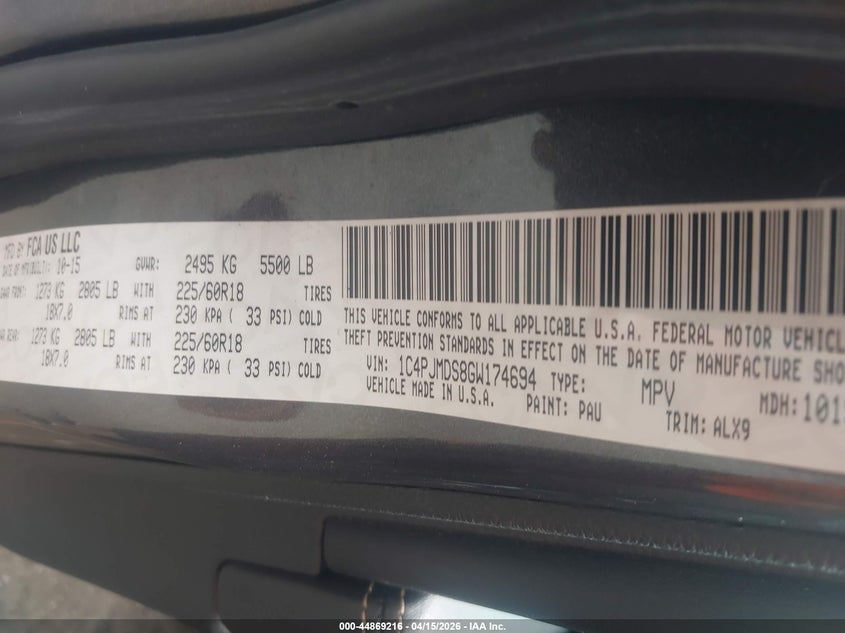 MFD BY FCA US LLC
DATE OF MFR(BUILT): 10-15 GVWR: 2495 KG 5500 LB
GAWR FRONT: 1273 KG 2805 LB WITH 225/60R18 TIRES
18X7.0 RIMS AT 230 KPA ( 33 PSI) COLD
GAWR REAR: 1273 KG 2805 LB WITH 225/60R18 TIRES
18X7.0 RIMS AT 230 KPA ( 33 PSI) COLD
THIS VEHICLE CONFORMS TO ALL APPLICABLE U.S.A. FEDERAL MOTOR VEHICL
THEFT PREVENTION STANDARDS IN EFFECT ON THE DATE OF MANUFACTURE SHO
VIN: 1C4PJMDS8GW174694 TYPE: MPV MDH: 101
VEHICLE MADE IN U.S.A. PAINT: PAU TRIM: ALX9
000-44869216 - 04/15/2026 - IAA Inc.